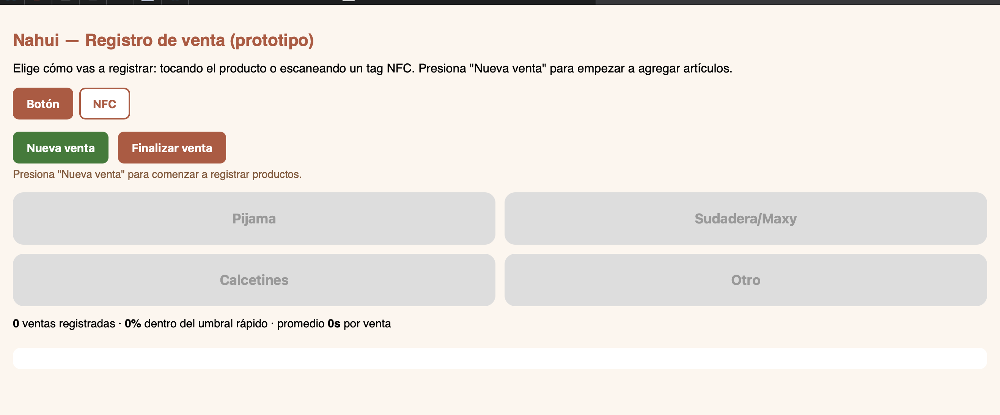 Nahui — Registro de venta (prototipo)
Elige cómo vas a registrar: tocando el producto o escaneando un tag NFC. Presiona "Nueva venta" para empezar a agregar artículos.
Botón NFC
Nueva venta Finalizar venta
Presiona "Nueva venta" para comenzar a registrar productos.
Pijama Sudadera/Maxy
Calcetines Otro
0 ventas registradas · 0% dentro del umbral rápido · promedio 0s por venta